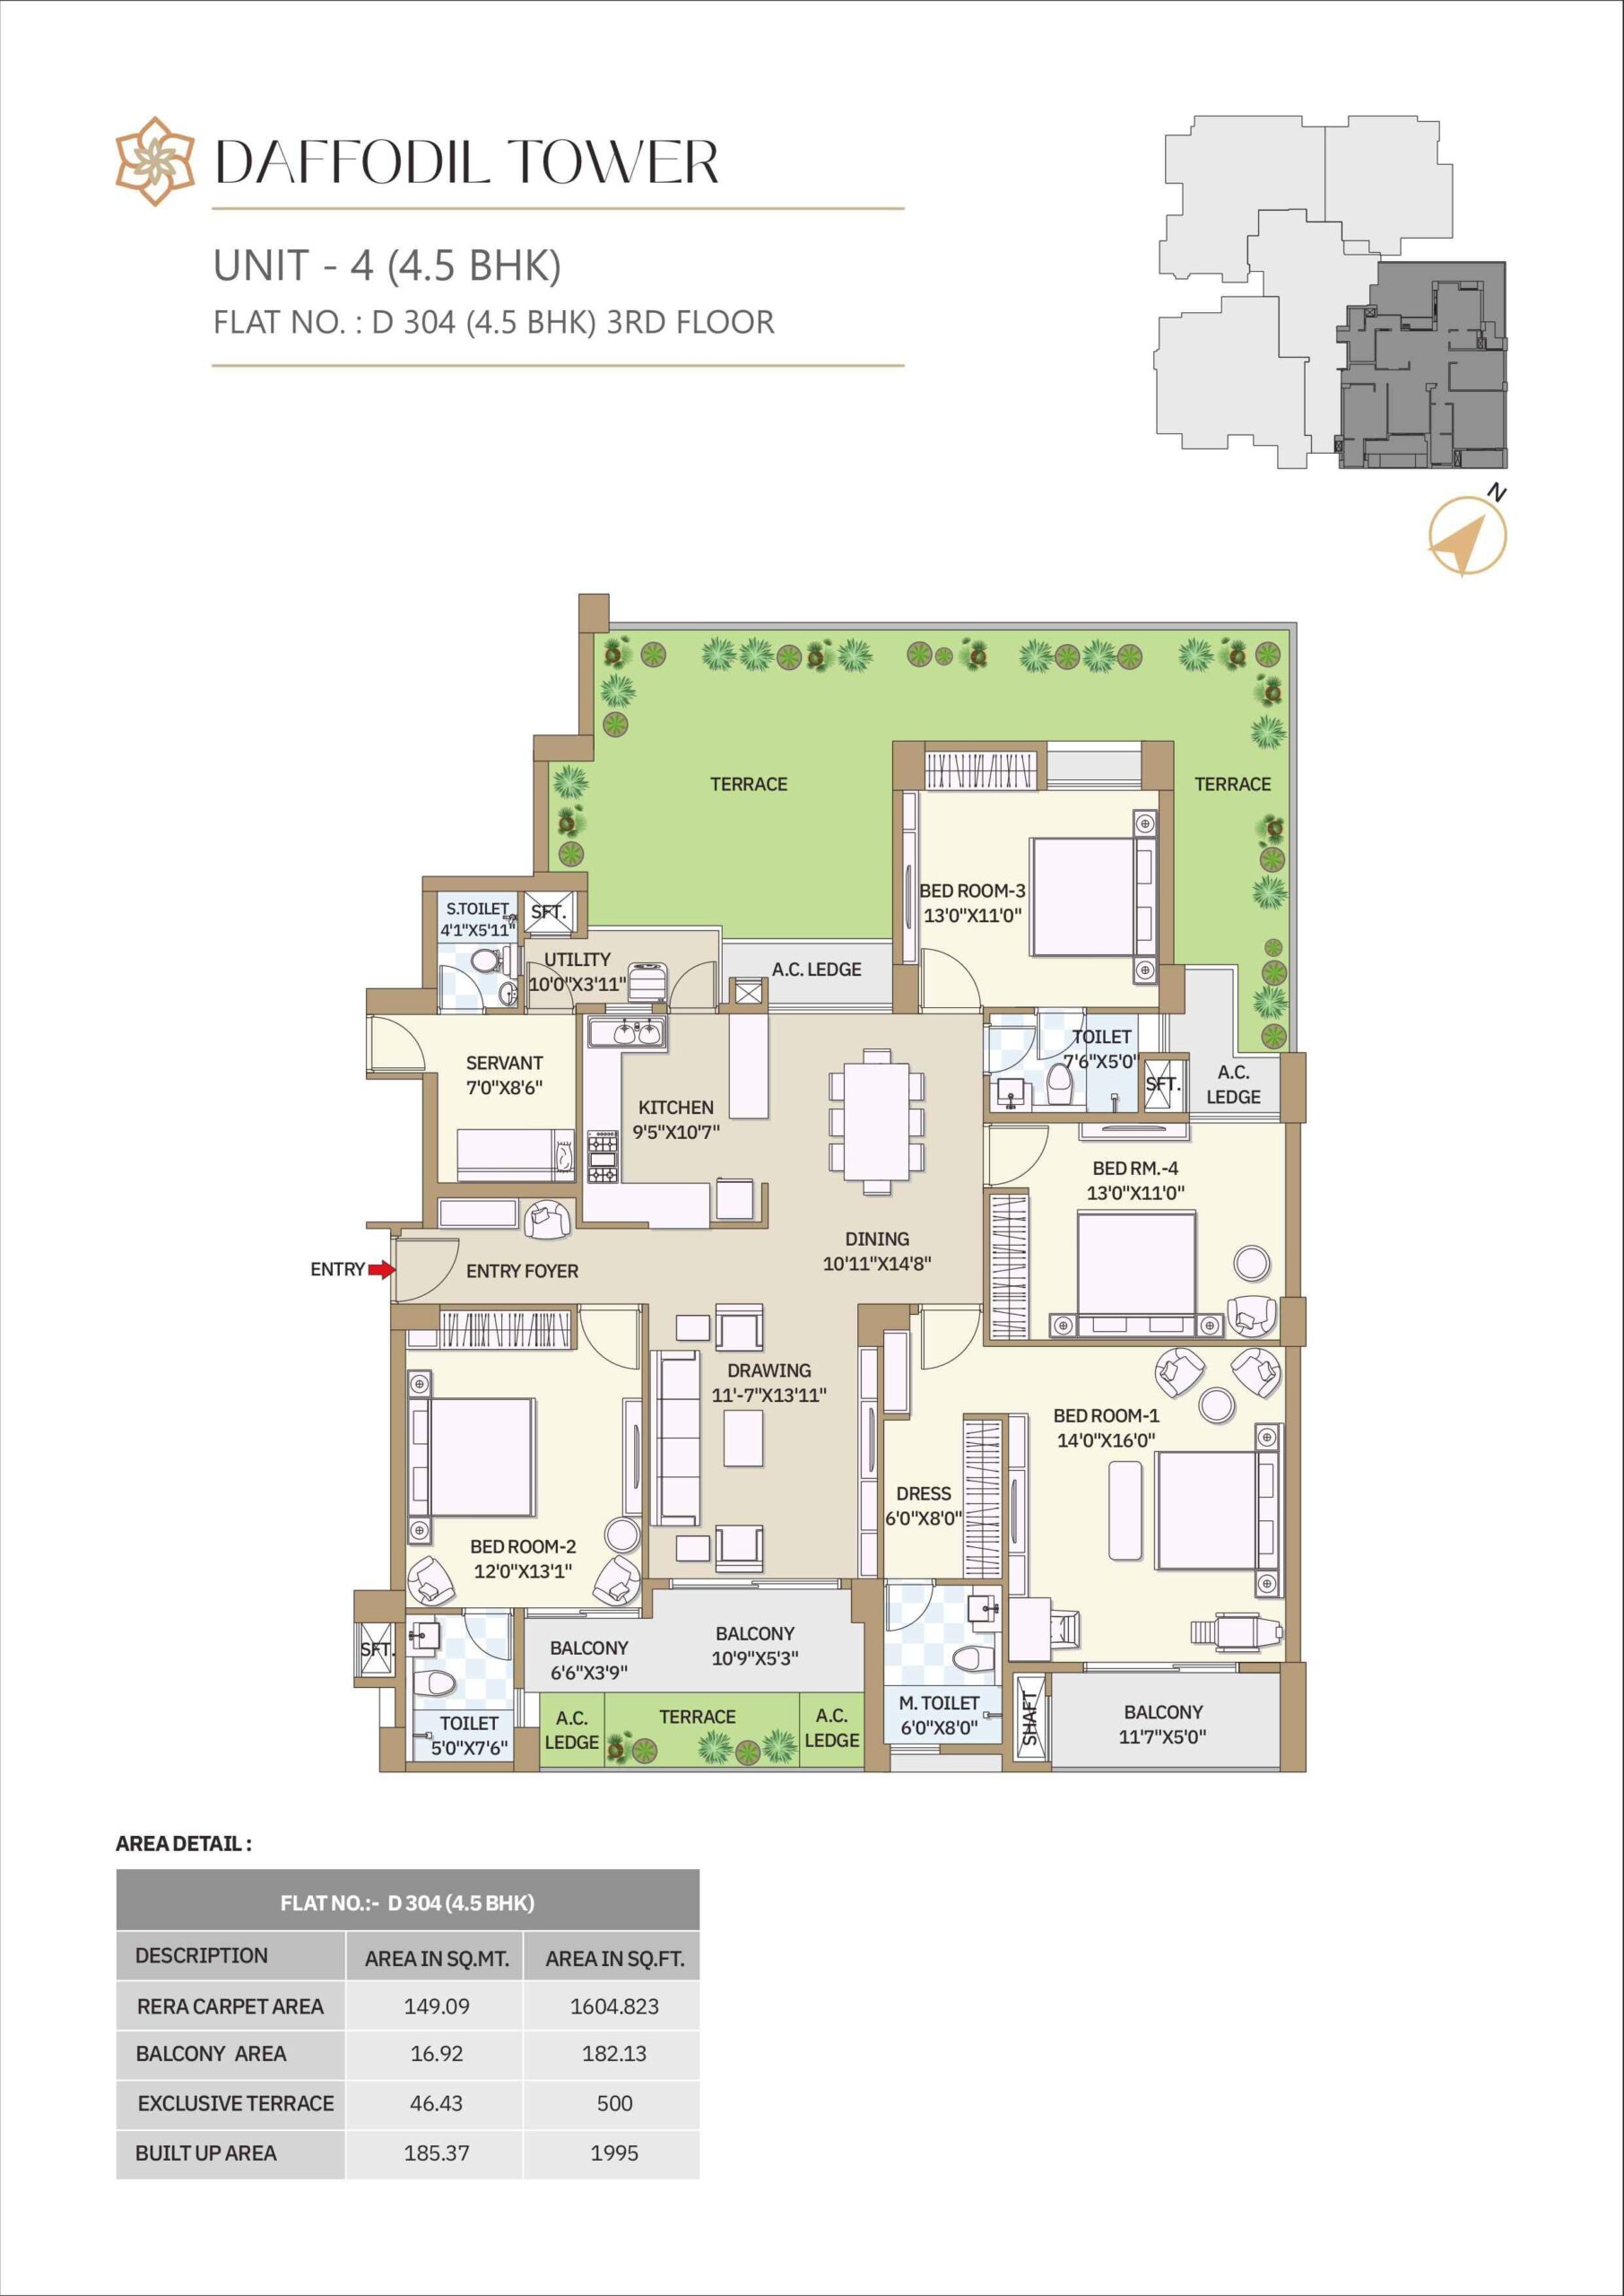 DAFFODIL TOWER
UNIT - 4 (4.5 BHK)
FLAT NO. : D 304 (4.5 BHK) 3RD FLOOR
N
TERRACE
TERRACE
BED ROOM-3
13'0"X11'0"
S.TOILET
4'1"X5'11"
SFT.
UTILITY
10'0"X3'11"
A.C. LEDGE
TOILET
7'6"X5'0"
SFT.
A.C.
LEDGE
SERVANT
7'0"X8'6"
KITCHEN
9'5"X10'7"
BED RM.-4
13'0"X11'0"
DINING
10'11"X14'8"
ENTRY
ENTRY FOYER
DRAWING
11'-7"X13'11"
BED ROOM-1
14'0"X16'0"
DRESS
6'0"X8'0"
BED ROOM-2
12'0"X13'1"
SFT.
BALCONY
6'6"X3'9"
BALCONY
10'9"X5'3"
TOILET
5'0"X7'6"
A.C.
LEDGE
TERRACE
A.C.
LEDGE
M. TOILET
6'0"X8'0"
SHAFT
BALCONY
11'7"X5'0"
AREA DETAIL :
FLAT NO.:- D 304 (4.5 BHK)
DESCRIPTION AREA IN SQ.MT. AREA IN SQ.FT.
RERA CARPET AREA 149.09 1604.823
BALCONY AREA 16.92 182.13
EXCLUSIVE TERRACE 46.43 500
BUILT UP AREA 185.37 1995